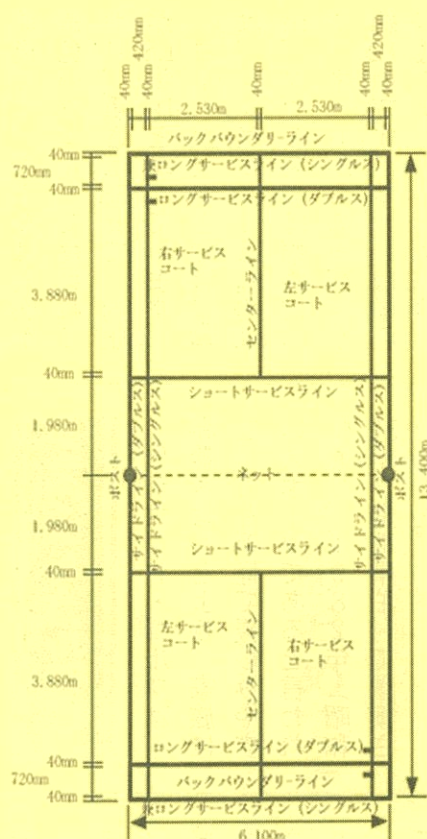 40mm 420mm 40mm 40mm 40mm 420mm 40mm
2.530m 2.530m
バックバウンダリーライン
40mm
720mm
※ロングサービスライン(シングルス)
40mm
ロングサービスライン(ダブルス)
右サービス
コート
左サービス
コート
センターライン
3.880m
40mm
ショートサービスライン
1.980m
サイドライン(ダブルス)
サイドライン(シングルス)
サイドライン(シングルス)
サイドライン(ダブルス)
13.400m
ポスト
ネット
ポスト
1.980m
ショートサービスライン
40mm
左サービス
コート
右サービス
コート
センターライン
3.880m
ロングサービスライン(ダブルス)
40mm
720mm
バックバウンダリーライン
40mm
※ロングサービスライン(シングルス)
6.100m